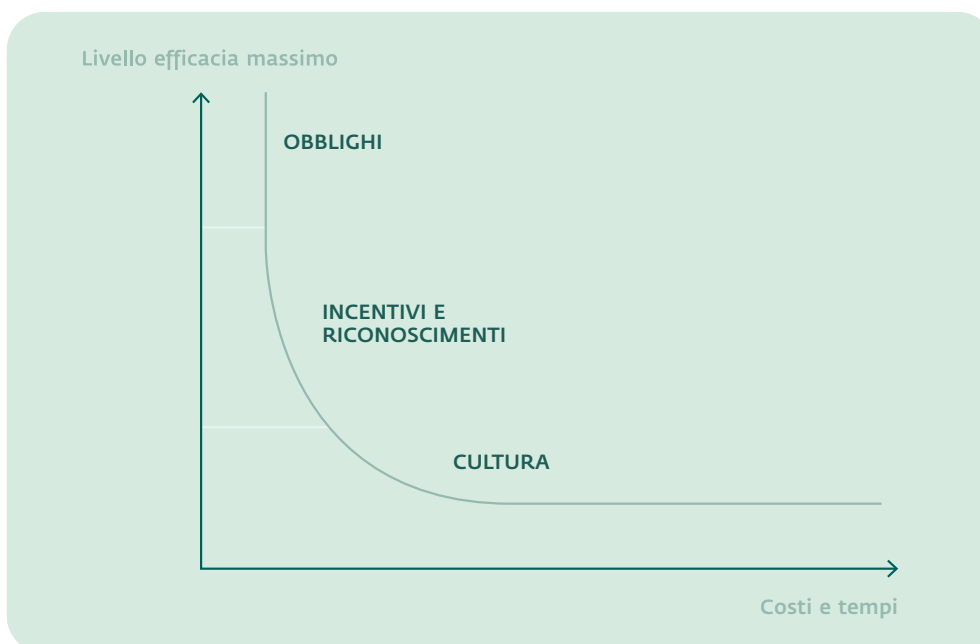 Livello efficacia massimo
OBBLIGHI
INCENTIVI E
RICONOSCIMENTI
CULTURA
Costi e tempi